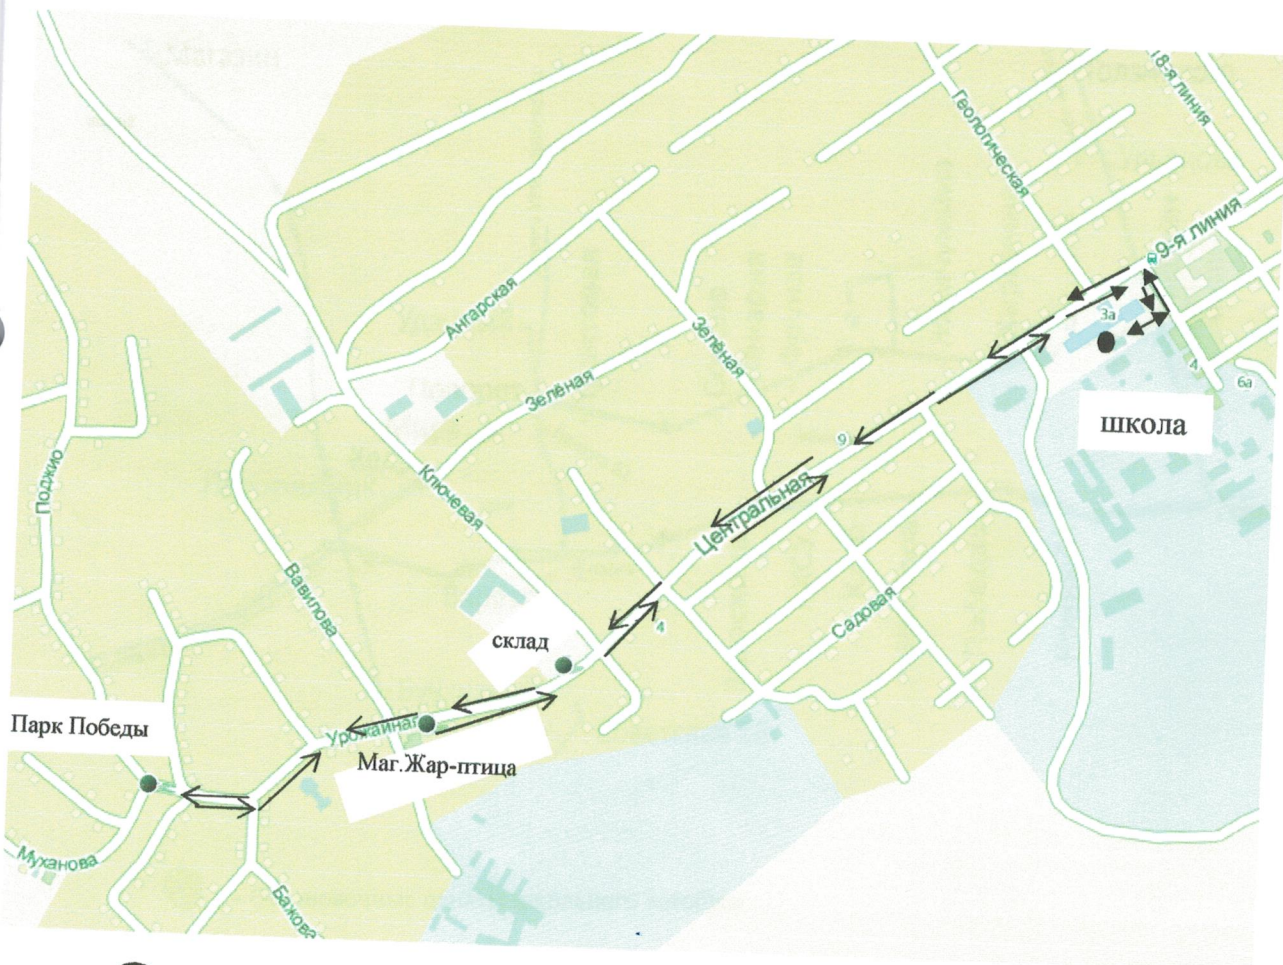 18-я линия
Геологическая
9-я линия
Ангарская
3а
Зелёная
4
6а
Зелёная
школа
9
Поджио
Ключевая
Центральная
Вавилова
Садовая
4
склад
Парк Победы
Урожайная
Маг.Жар-птица
Муханова
Бажова